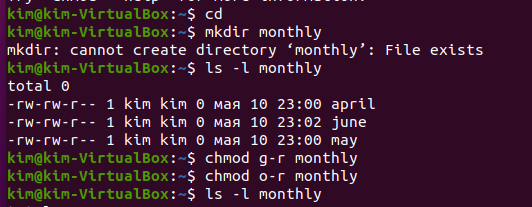 kim@kim-VirtualBox:~$ cd
kim@kim-VirtualBox:~$ mkdir monthly
mkdir: cannot create directory ‘monthly’: File exists
kim@kim-VirtualBox:~$ ls -l monthly
total 0
-rw-rw-r-- 1 kim kim 0 мая 10 23:00 april
-rw-rw-r-- 1 kim kim 0 мая 10 23:02 june
-rw-rw-r-- 1 kim kim 0 мая 10 23:00 may
kim@kim-VirtualBox:~$ chmod g-r monthly
kim@kim-VirtualBox:~$ chmod o-r monthly
kim@kim-VirtualBox:~$ ls -l monthly